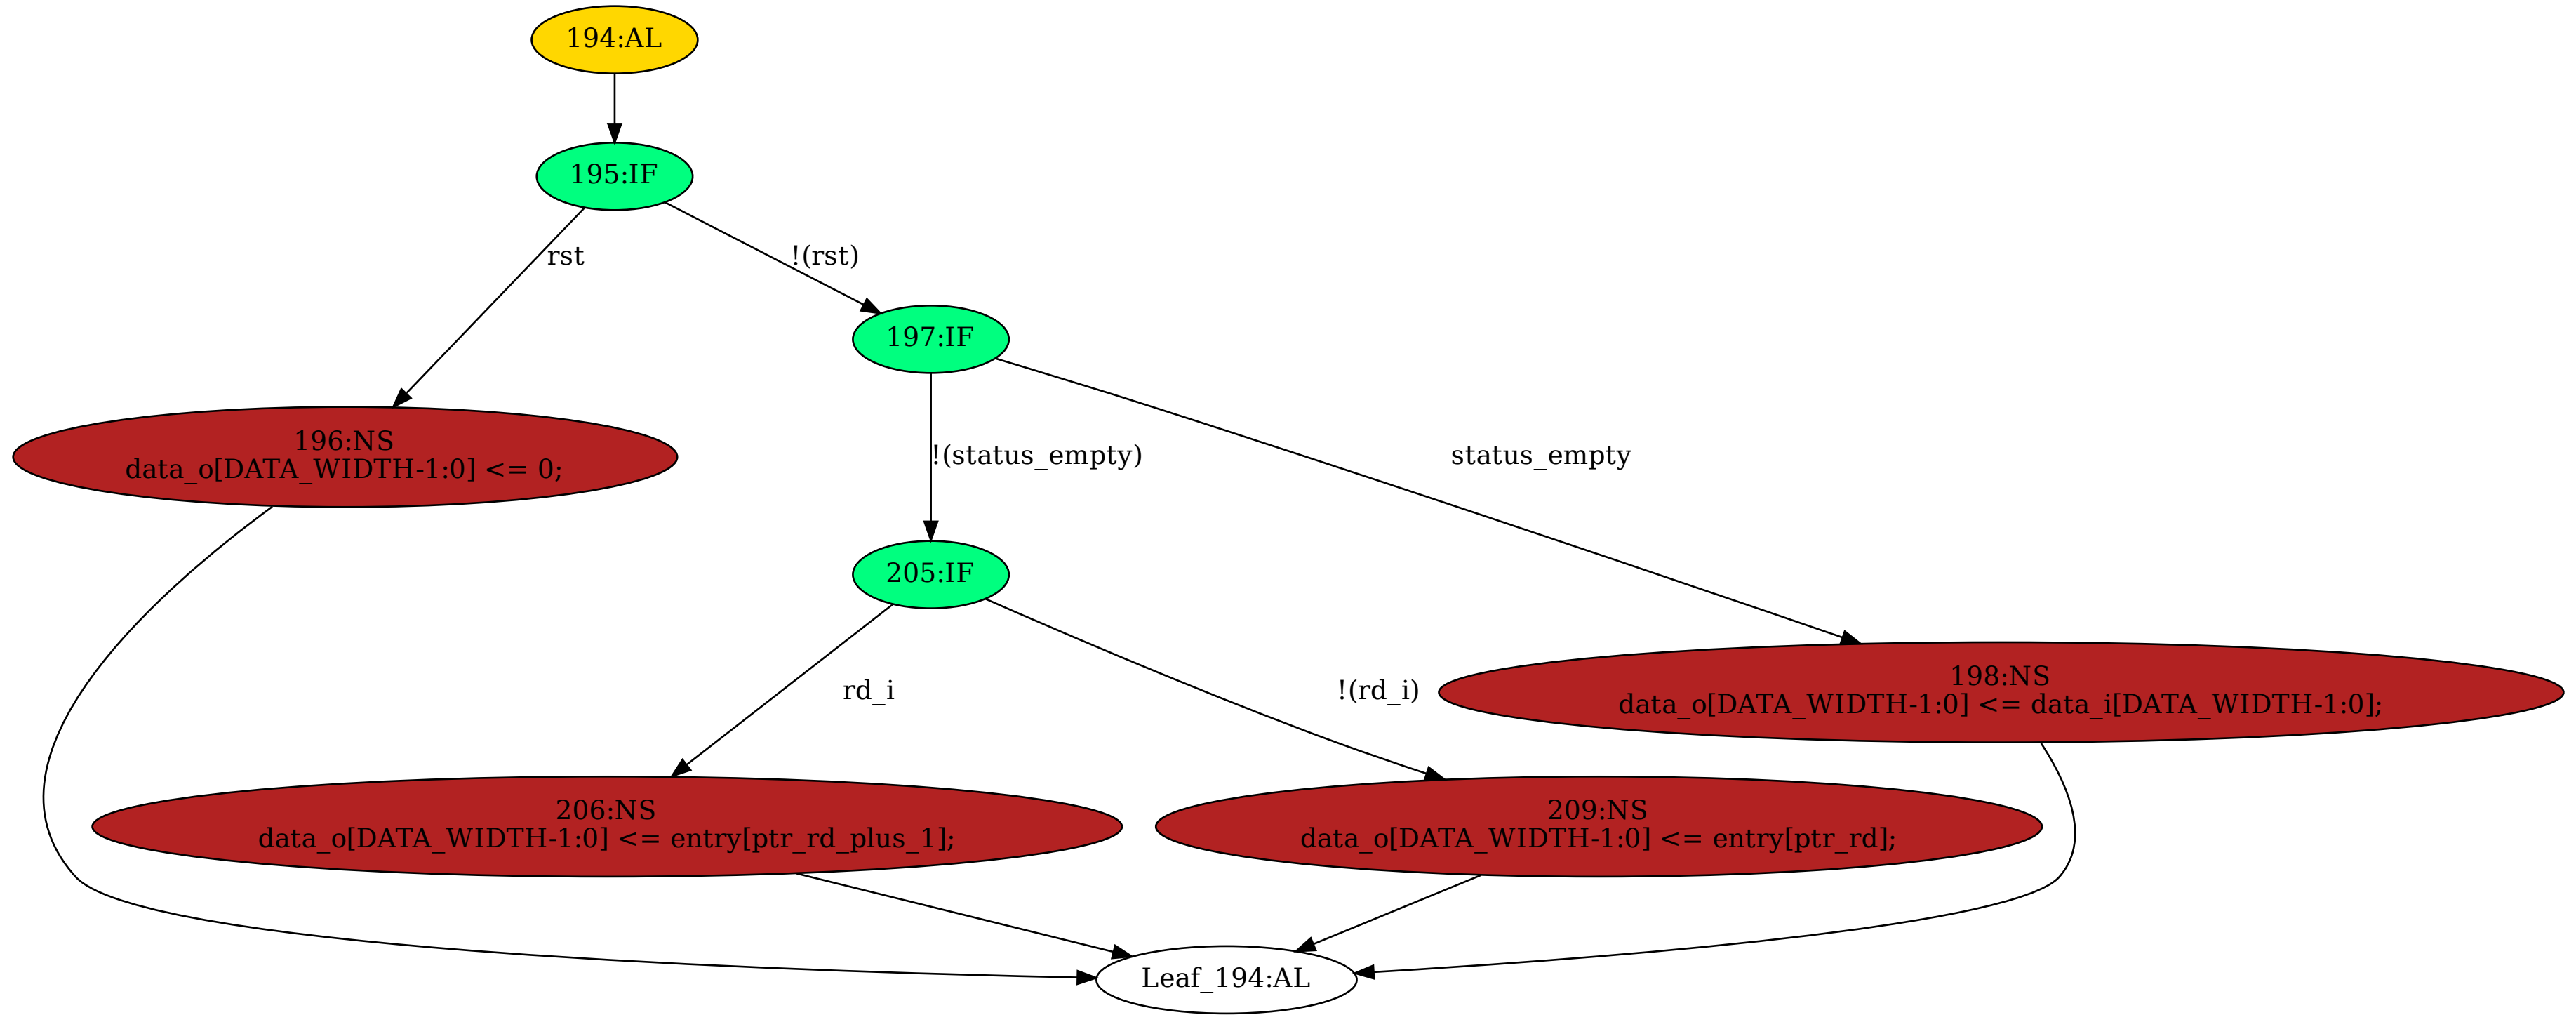 194:AL
195:IF
rst
!(rst)
197:IF
196:NS
data_o[DATA_WIDTH-1:0] <= 0;
!(status_empty)
status_empty
205:IF
rd_i
!(rd_i)
198:NS
data_o[DATA_WIDTH-1:0] <= data_i[DATA_WIDTH-1:0];
206:NS
data_o[DATA_WIDTH-1:0] <= entry[ptr_rd_plus_1];
209:NS
data_o[DATA_WIDTH-1:0] <= entry[ptr_rd];
Leaf_194:AL